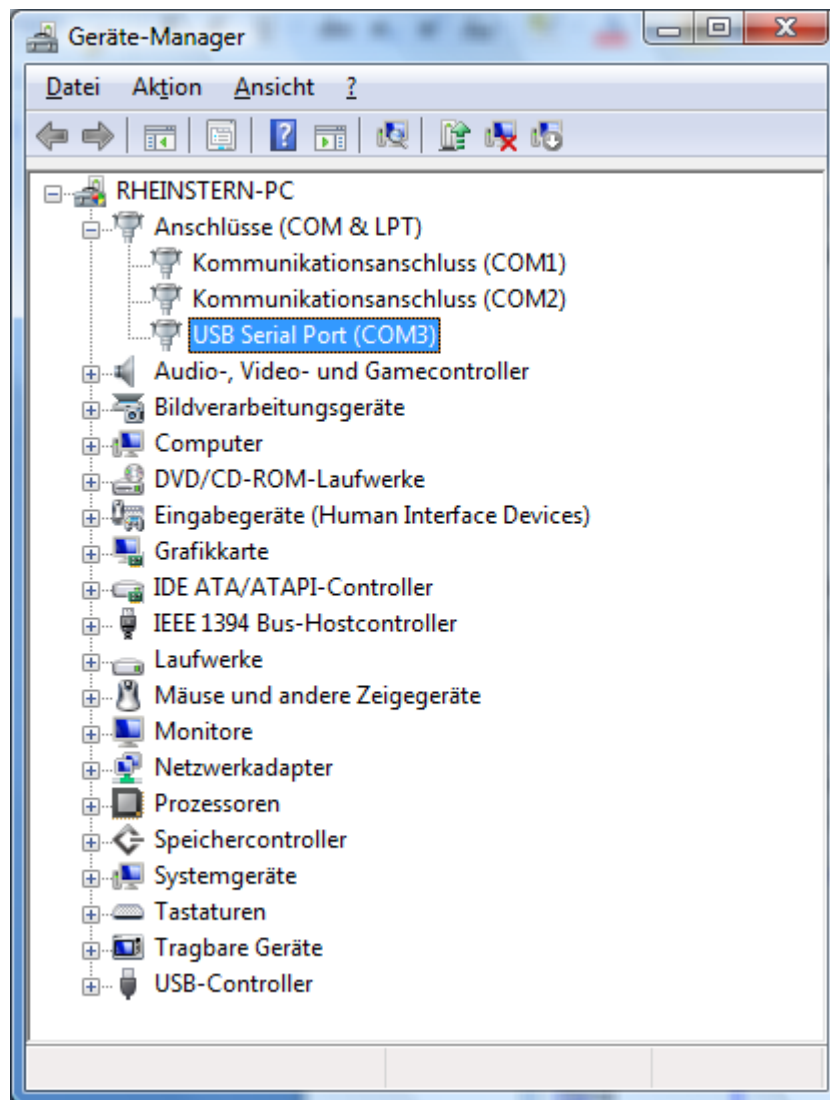 Geräte-Manager
Datei Aktion Ansicht ?
RHEINSTERN-PC
Anschlüsse (COM & LPT)
Kommunikationsanschluss (COM1)
Kommunikationsanschluss (COM2)
USB Serial Port (COM3)
Audio-, Video- und Gamecontroller
Bildverarbeitungsgeräte
Computer
DVD/CD-ROM-Laufwerke
Eingabegeräte (Human Interface Devices)
Grafikkarte
IDE ATA/ATAPI-Controller
IEEE 1394 Bus-Hostcontroller
Laufwerke
Mäuse und andere Zeigegeräte
Monitore
Netzwerkadapter
Prozessoren
Speichercontroller
Systemgeräte
Tastaturen
Tragbare Geräte
USB-Controller